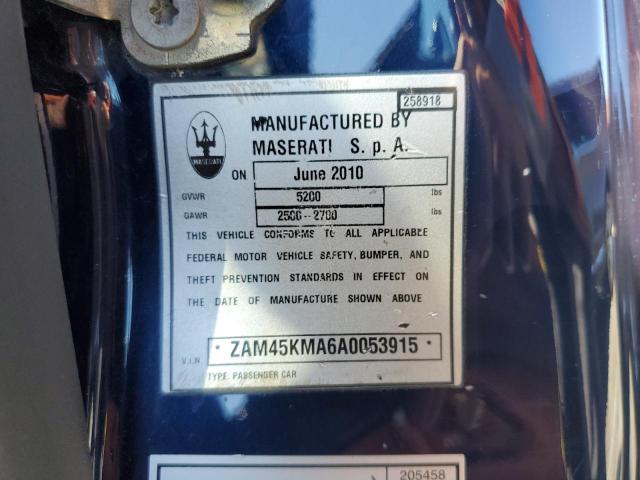 258918
MANUFACTURED BY
MASERATI S. p. A.
MASERATI
ON June 2010
GVWR 5200 lbs
GAWR 2500--2700 lbs
THIS VEHICLE CONFORMS TO ALL APPLICABLE
FEDERAL MOTOR VEHICLE SAFETY, BUMPER, AND
THEFT PREVENTION STANDARDS IN EFFECT ON
THE DATE OF MANUFACTURE SHOWN ABOVE
V.I.N. * ZAM45KMA6A0053915 *
TYPE: PASSENGER CAR
205458